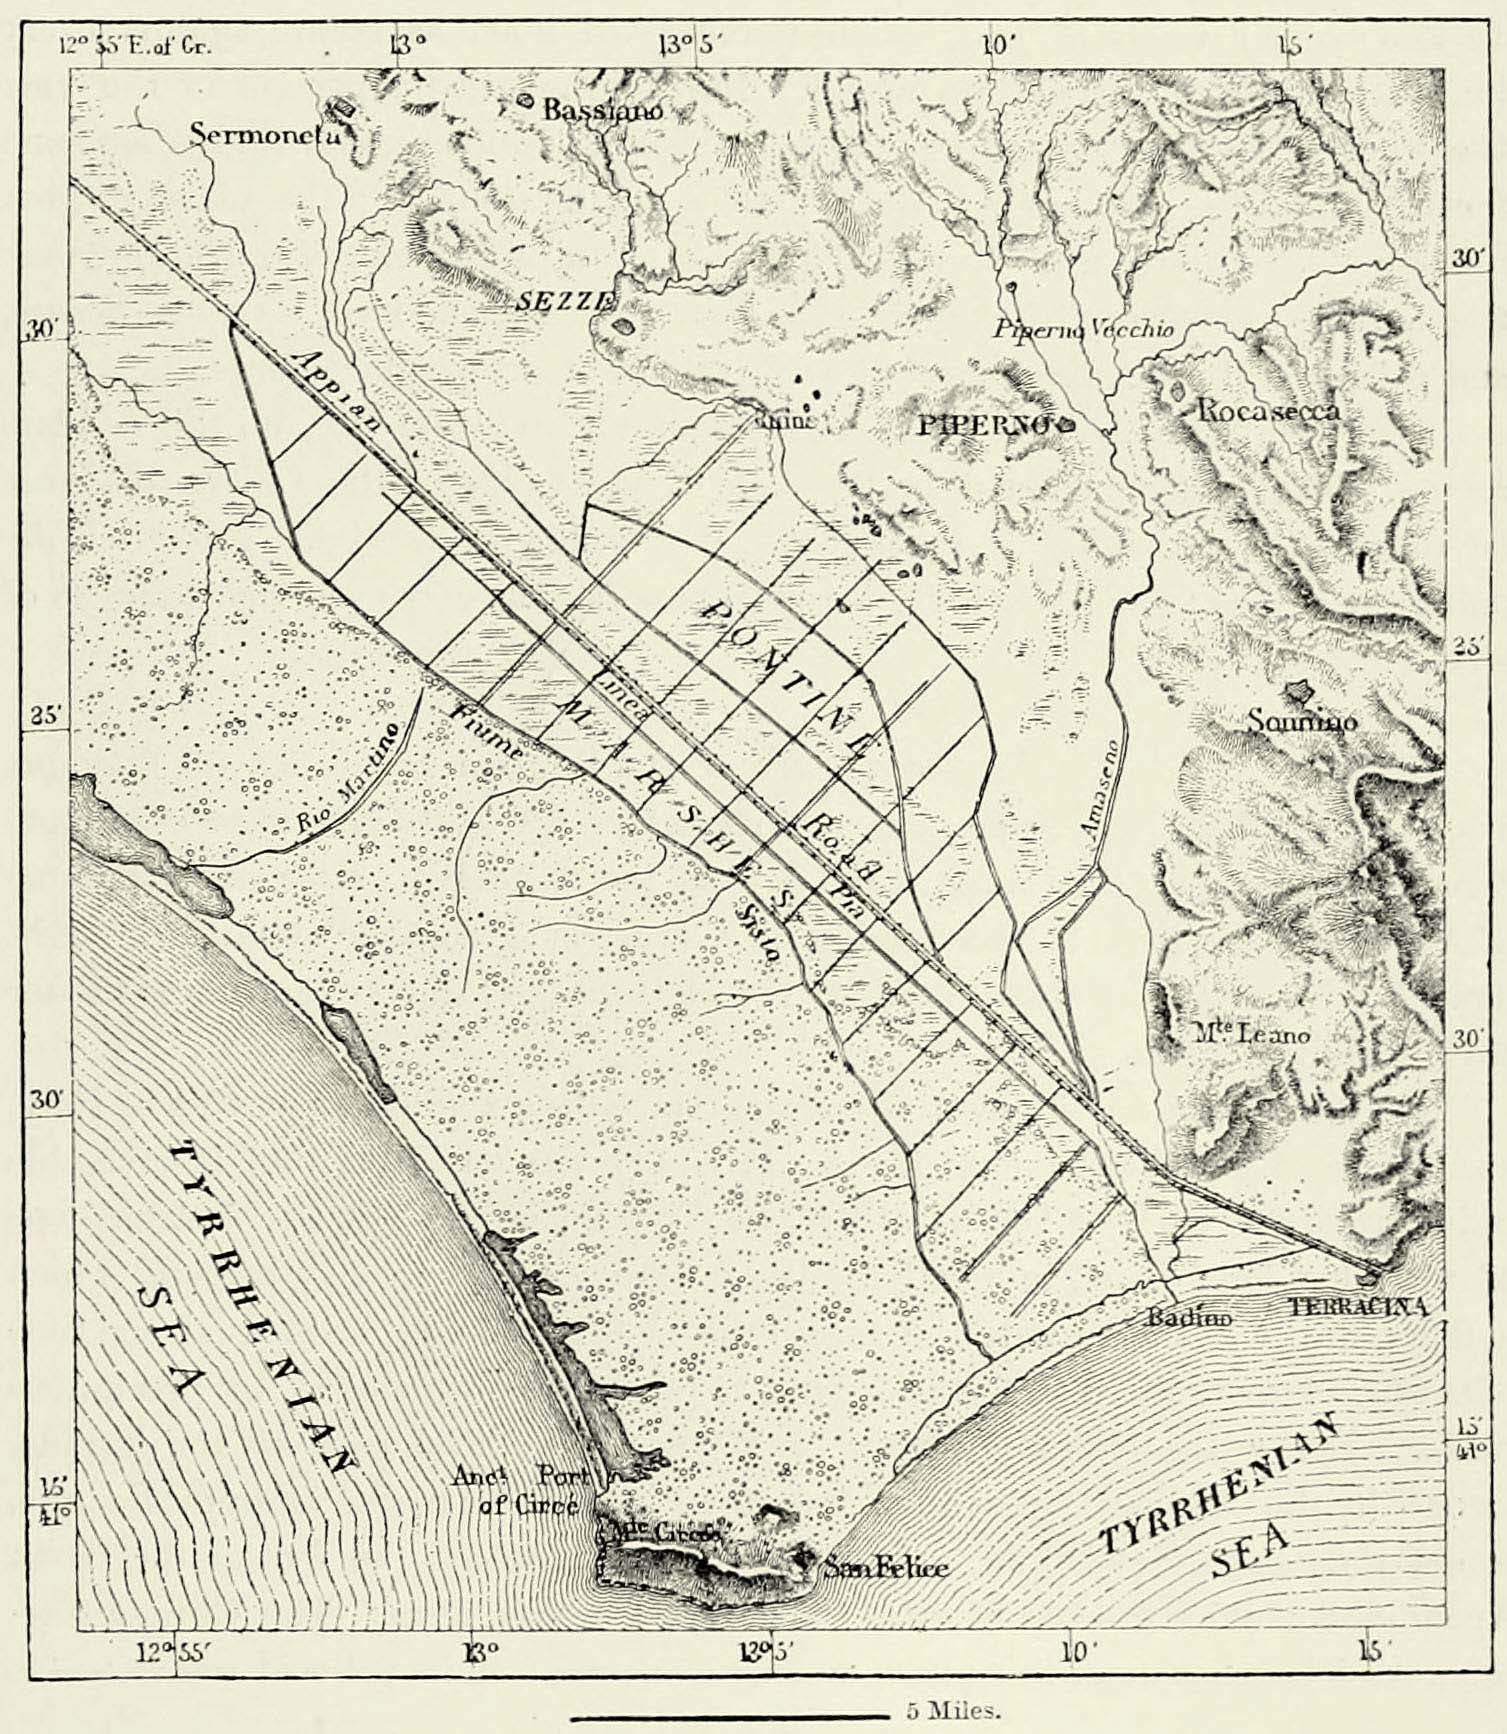 12° 55′ E. of Gr.
13°
13° 5′
10′
15′
Bassiano
Sermoneta
30′
SEZZE
30′
Piperno Vecchio
Appian
Rocasecca
PIPERNO
Ruins
PONTINE
25′
Linea
Sonnino
25′
Fiume
MARSHES
Rio Martino
Amaseno
Road
Pia
Sisto
Mte. Leano
30′
30′
TYRRHENIAN
SEA
Badino
TERRACINA
15′
41°
TYRRHENIAN
SEA
Anct. Port
of Circe
15′
41°
Mte. Circeo
San Felice
12° 55′
13°
12° 5′
10′
15′
5 Miles.